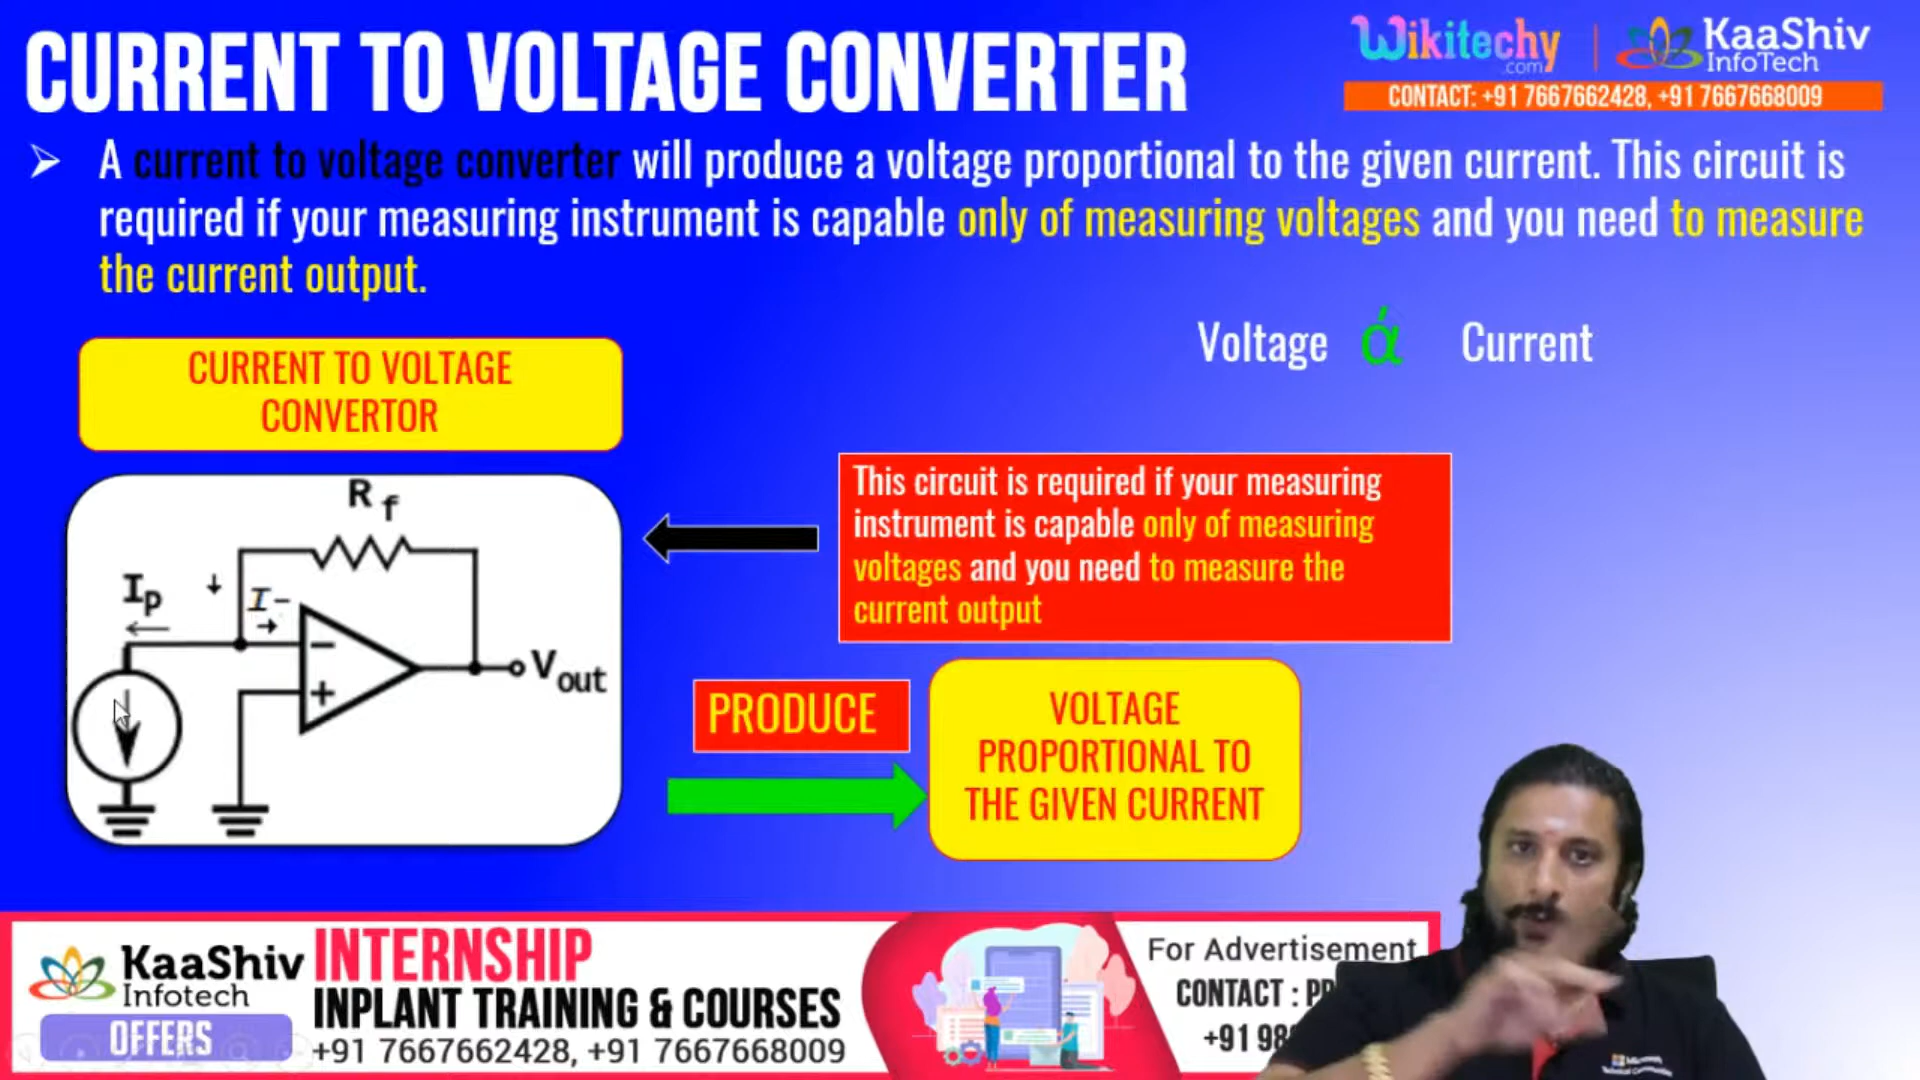 CURRENT TO VOLTAGE CONVERTER
Wikitechy
.com
KaaShiv
InfoTech
CONTACT: +91 7667662428, +91 7667668009
➢ A current to voltage converter will produce a voltage proportional to the given current. This circuit is
required if your measuring instrument is capable only of measuring voltages and you need to measure
the current output.
Voltage ά Current
CURRENT TO VOLTAGE
CONVERTOR
Rf
Ip
I-
−
+
Vout
This circuit is required if your measuring
instrument is capable only of measuring
voltages and you need to measure the
current output
PRODUCE
VOLTAGE
PROPORTIONAL TO
THE GIVEN CURRENT
KaaShiv
Infotech
OFFERS
INTERNSHIP
INPLANT TRAINING & COURSES
+91 7667662428, +91 7667668009
For Advertisement
CONTACT :
+91
Microsoft
Technical